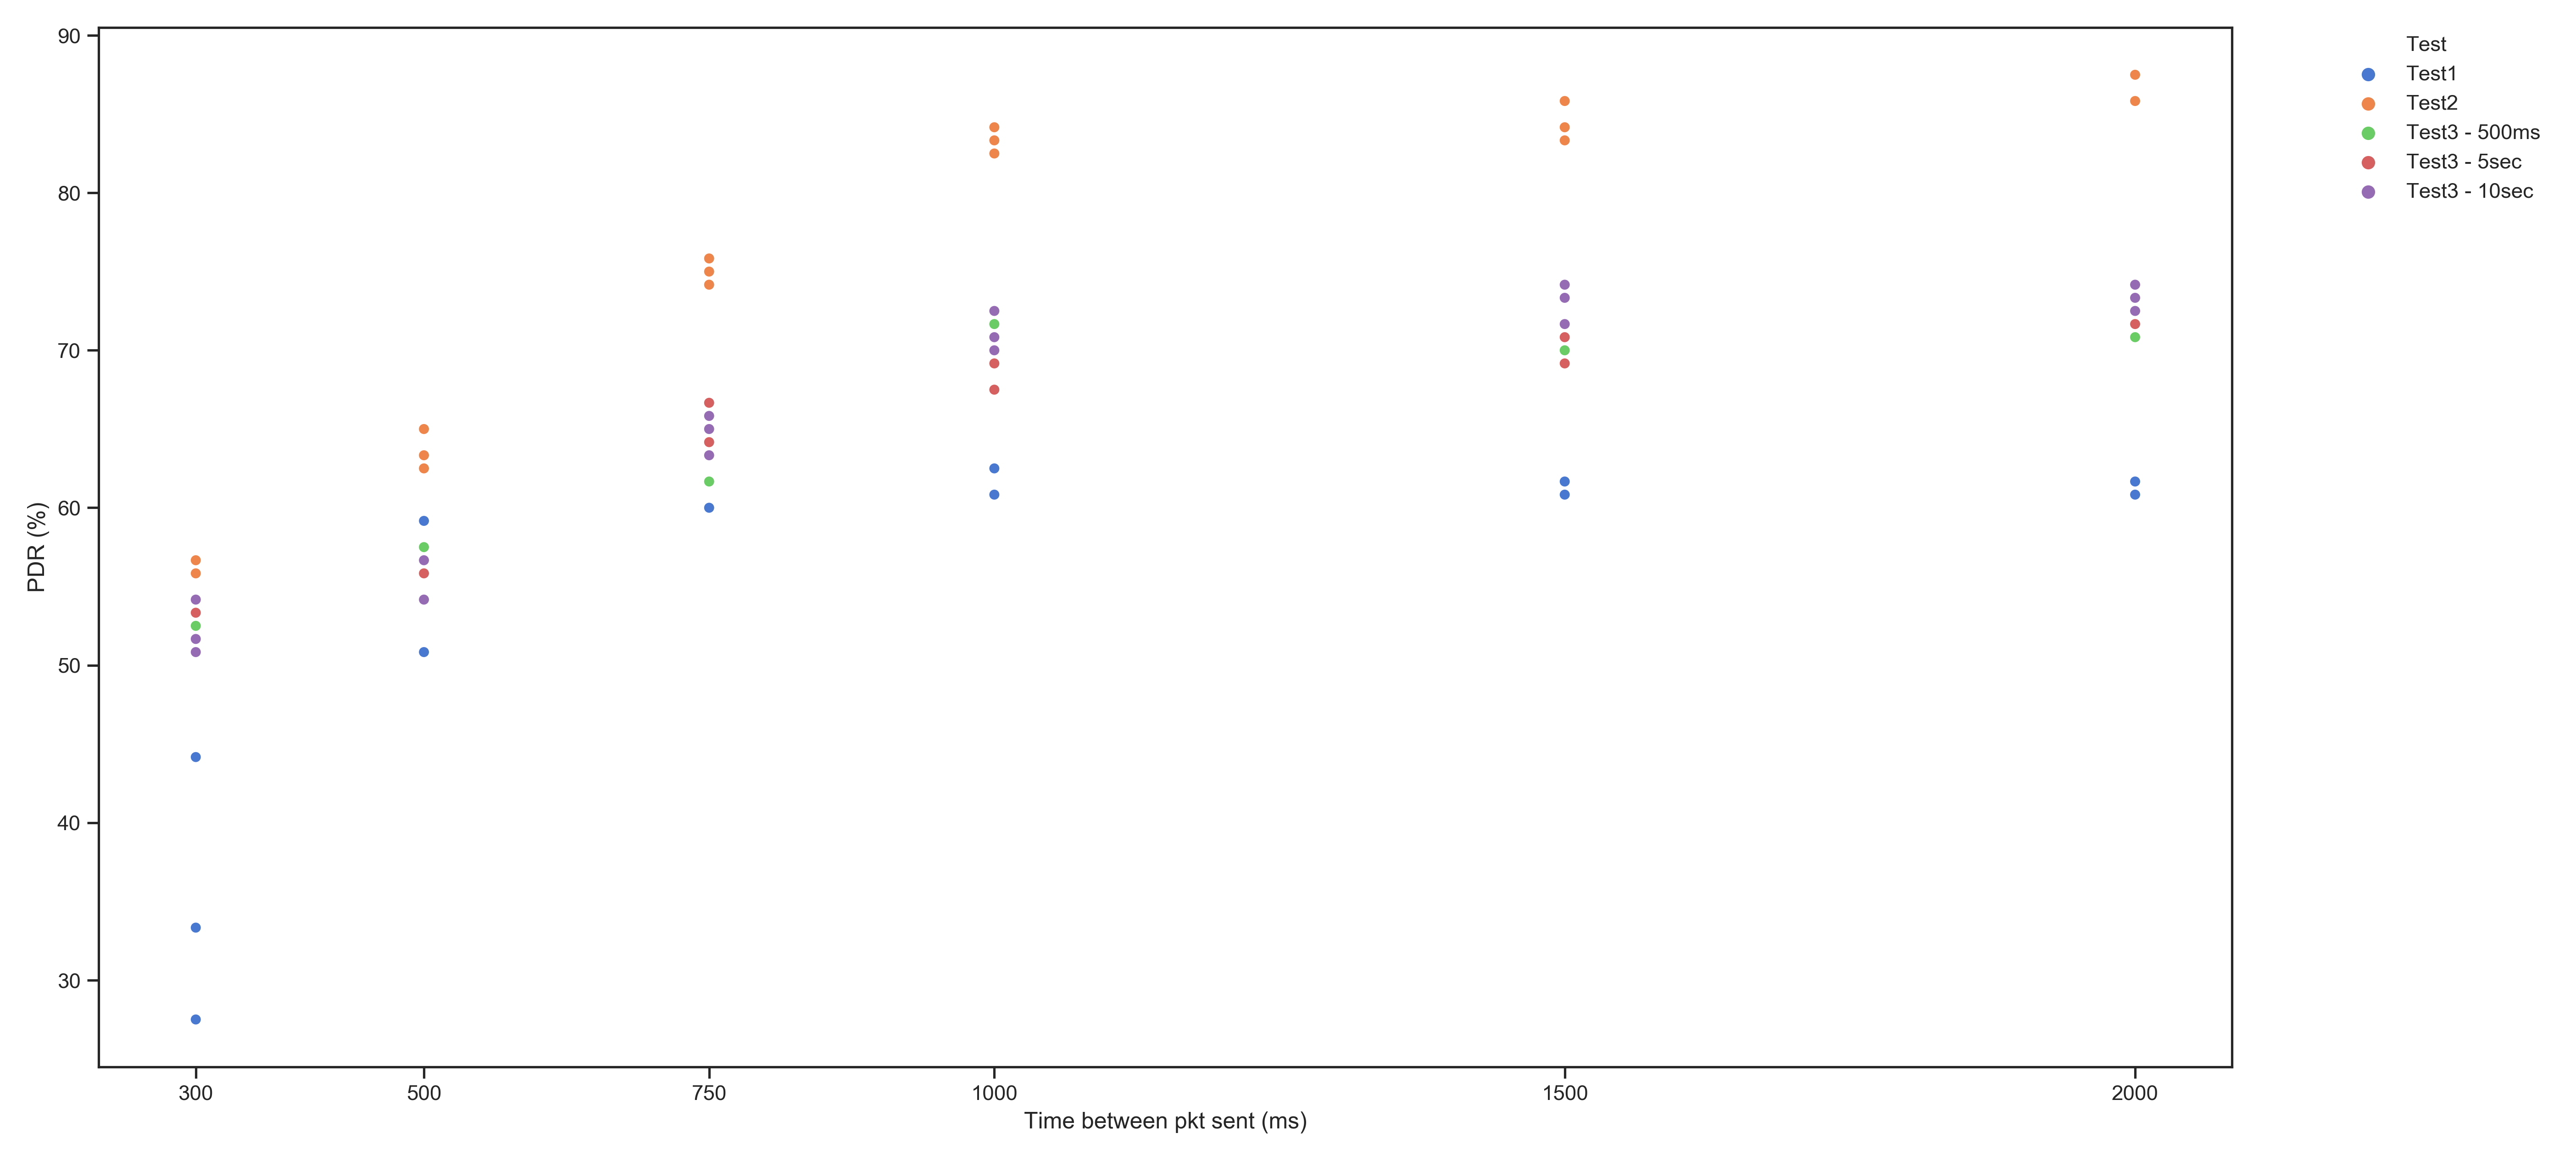 90
80
70
60
50
40
30
PDR (%)
300 500 750 1000 1500 2000
Time between pkt sent (ms)
Test
Test1
Test2
Test3 - 500ms
Test3 - 5sec
Test3 - 10sec